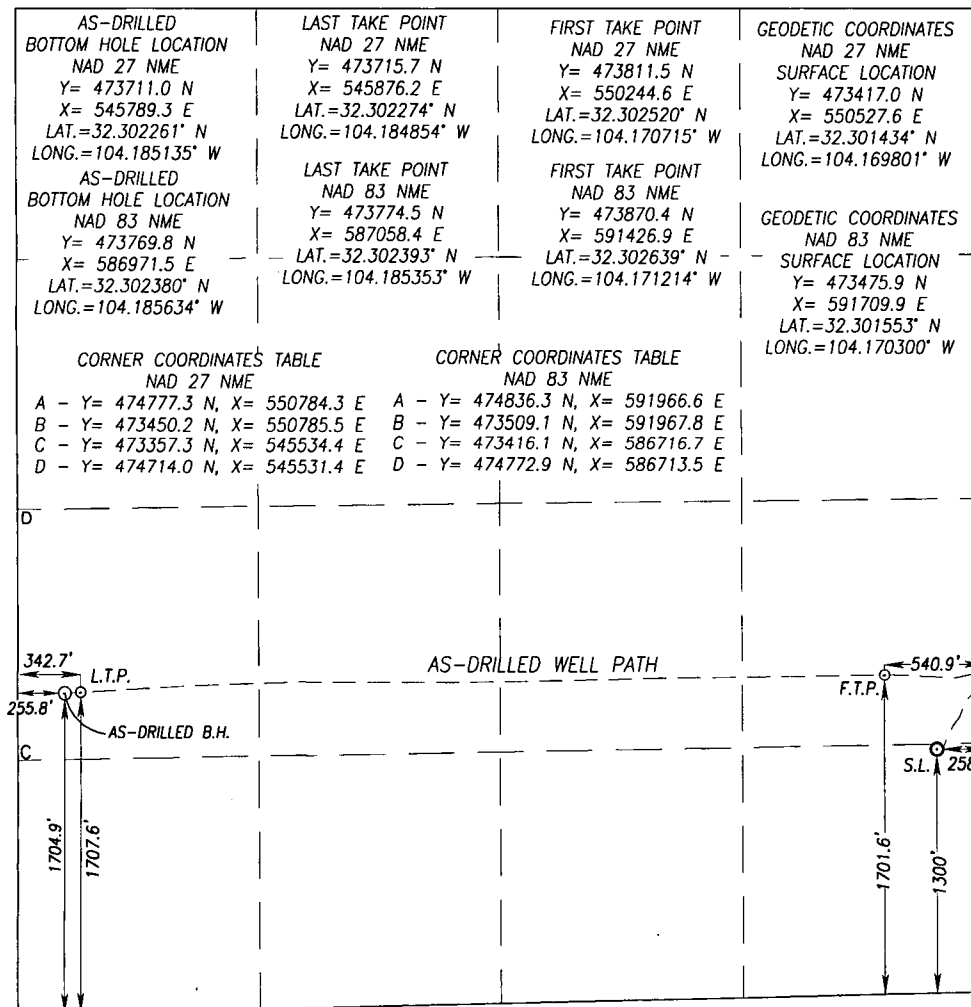 AS-DRILLED
BOTTOM HOLE LOCATION
NAD 27 NME
Y= 473711.0 N
X= 545789.3 E
LAT.=32.302261° N
LONG.=104.185135° W
AS-DRILLED
BOTTOM HOLE LOCATION
NAD 83 NME
Y= 473769.8 N
X= 586971.5 E
LAT.=32.302380° N
LONG.=104.185634° W
LAST TAKE POINT
NAD 27 NME
Y= 473715.7 N
X= 545876.2 E
LAT.=32.302274° N
LONG.=104.184854° W
LAST TAKE POINT
NAD 83 NME
Y= 473774.5 N
X= 587058.4 E
LAT.=32.302393° N
LONG.=104.185353° W
FIRST TAKE POINT
NAD 27 NME
Y= 473811.5 N
X= 550244.6 E
LAT.=32.302520° N
LONG.=104.170715° W
FIRST TAKE POINT
NAD 83 NME
Y= 473870.4 N
X= 591426.9 E
LAT.=32.302639° N
LONG.=104.171214° W
GEODETIC COORDINATES
NAD 27 NME
SURFACE LOCATION
Y= 473417.0 N
X= 550527.6 E
LAT.=32.301434° N
LONG.=104.169801° W
GEODETIC COORDINATES
NAD 83 NME
SURFACE LOCATION
Y= 473475.9 N
X= 591709.9 E
LAT.=32.301553° N
LONG.=104.170300° W
CORNER COORDINATES TABLE
NAD 27 NME
A - Y= 474777.3 N, X= 550784.3 E
B - Y= 473450.2 N, X= 550785.5 E
C - Y= 473357.3 N, X= 545534.4 E
D - Y= 474714.0 N, X= 545531.4 E
CORNER COORDINATES TABLE
NAD 83 NME
A - Y= 474836.3 N, X= 591966.6 E
B - Y= 473509.1 N, X= 591967.8 E
C - Y= 473416.1 N, X= 586716.7 E
D - Y= 474772.9 N, X= 586713.5 E
D
342.7'
L.T.P.
AS-DRILLED WELL PATH
540.9'
F.T.P.
255.8'
AS-DRILLED B.H.
C
S.L.
258
1704.9'
1707.6'
1701.6'
1300'